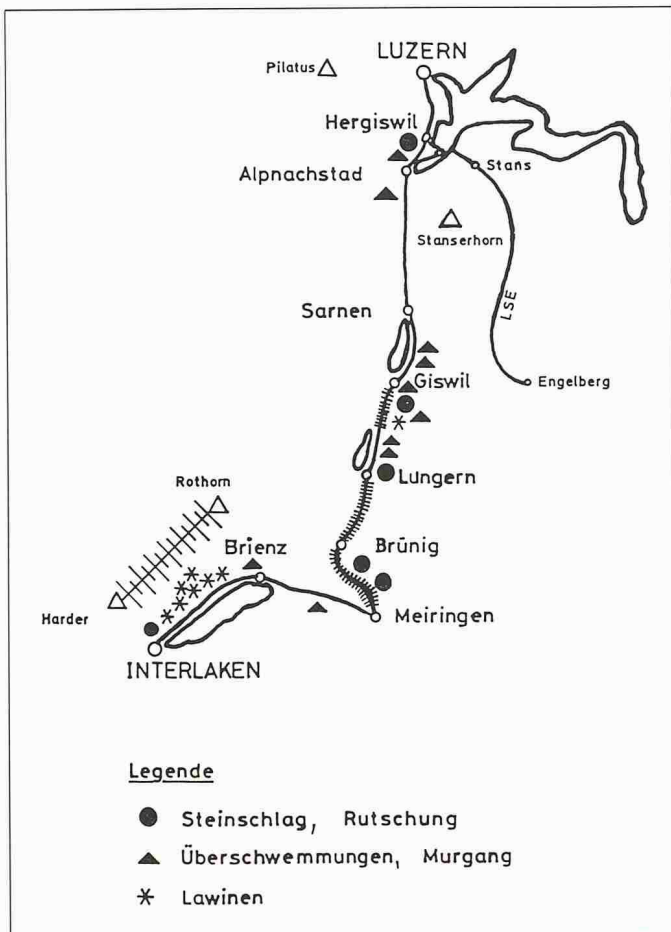 LUZERN
Pilatus
Hergiswil
Alpnachstad
Stans
Stanserhorn
Sarnen
LSE
Giswil
Engelberg
Lungern
Rothorn
Brienz
Brünig
Harder
Meiringen
INTERLAKEN
Legende
Steinschlag, Rutschung
Überschwemmungen, Murgang
Lawinen